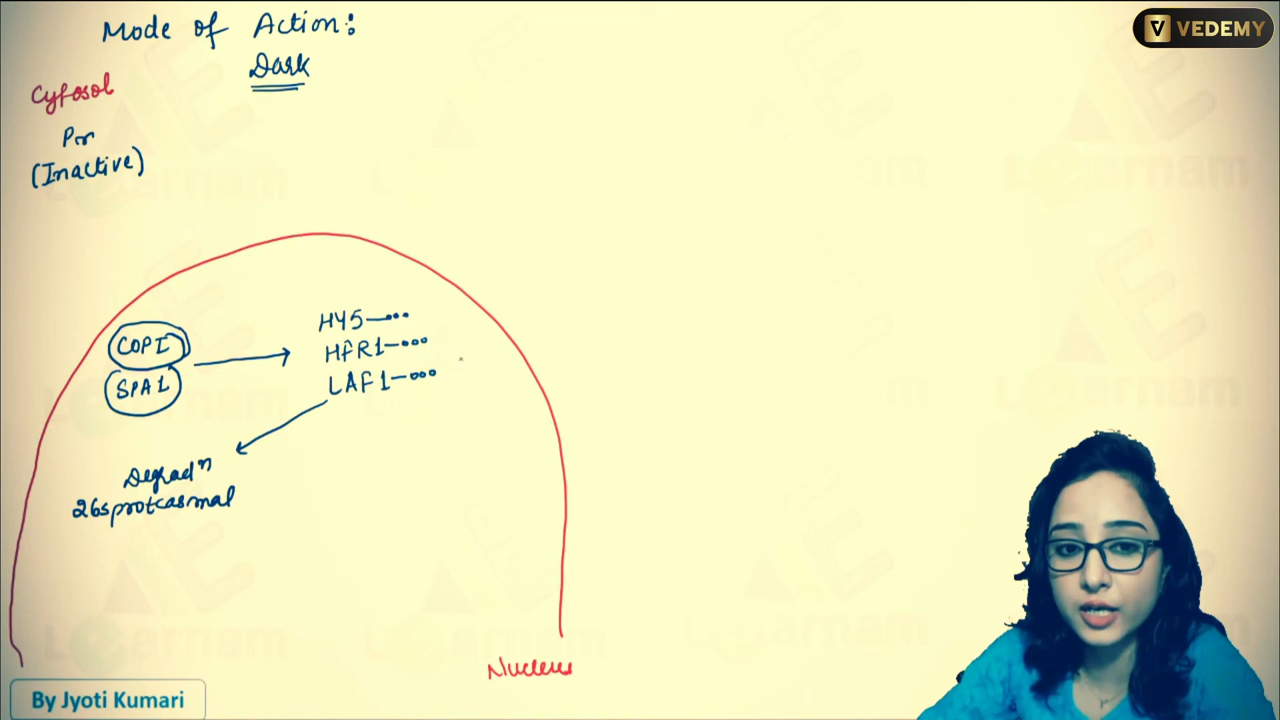 Mode of Action:
Dark
VEDEMY
Cytosol
Pr
(Inactive)
COP1
SPA1
HY5
HFR1
LAF1
Degradn
26s proteasmal
Nucleus
By Jyoti Kumari